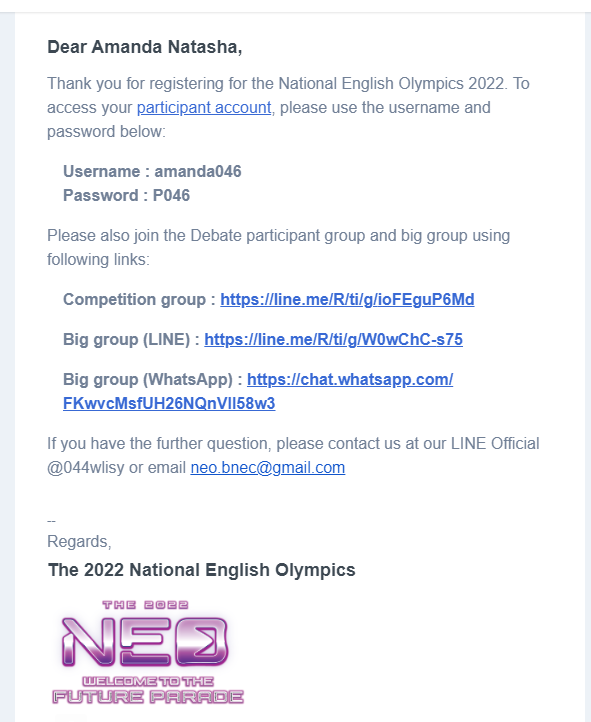 Dear Amanda Natasha,
Thank you for registering for the National English Olympics 2022. To
access your participant account, please use the username and
password below:
Username : amanda046
Password : P046
Please also join the Debate participant group and big group using
following links:
Competition group : https://line.me/R/ti/g/ioFEguP6Md
Big group (LINE) : https://line.me/R/ti/g/W0wChC-s75
Big group (WhatsApp) : https://chat.whatsapp.com/
FKwvcMsfUH26NQnVIl58w3
If you have the further question, please contact us at our LINE Official
@044wlisy or email neo.bnec@gmail.com
--
Regards,
The 2022 National English Olympics
THE 2022
NEO
WELCOME TO THE
FUTURE PARADE